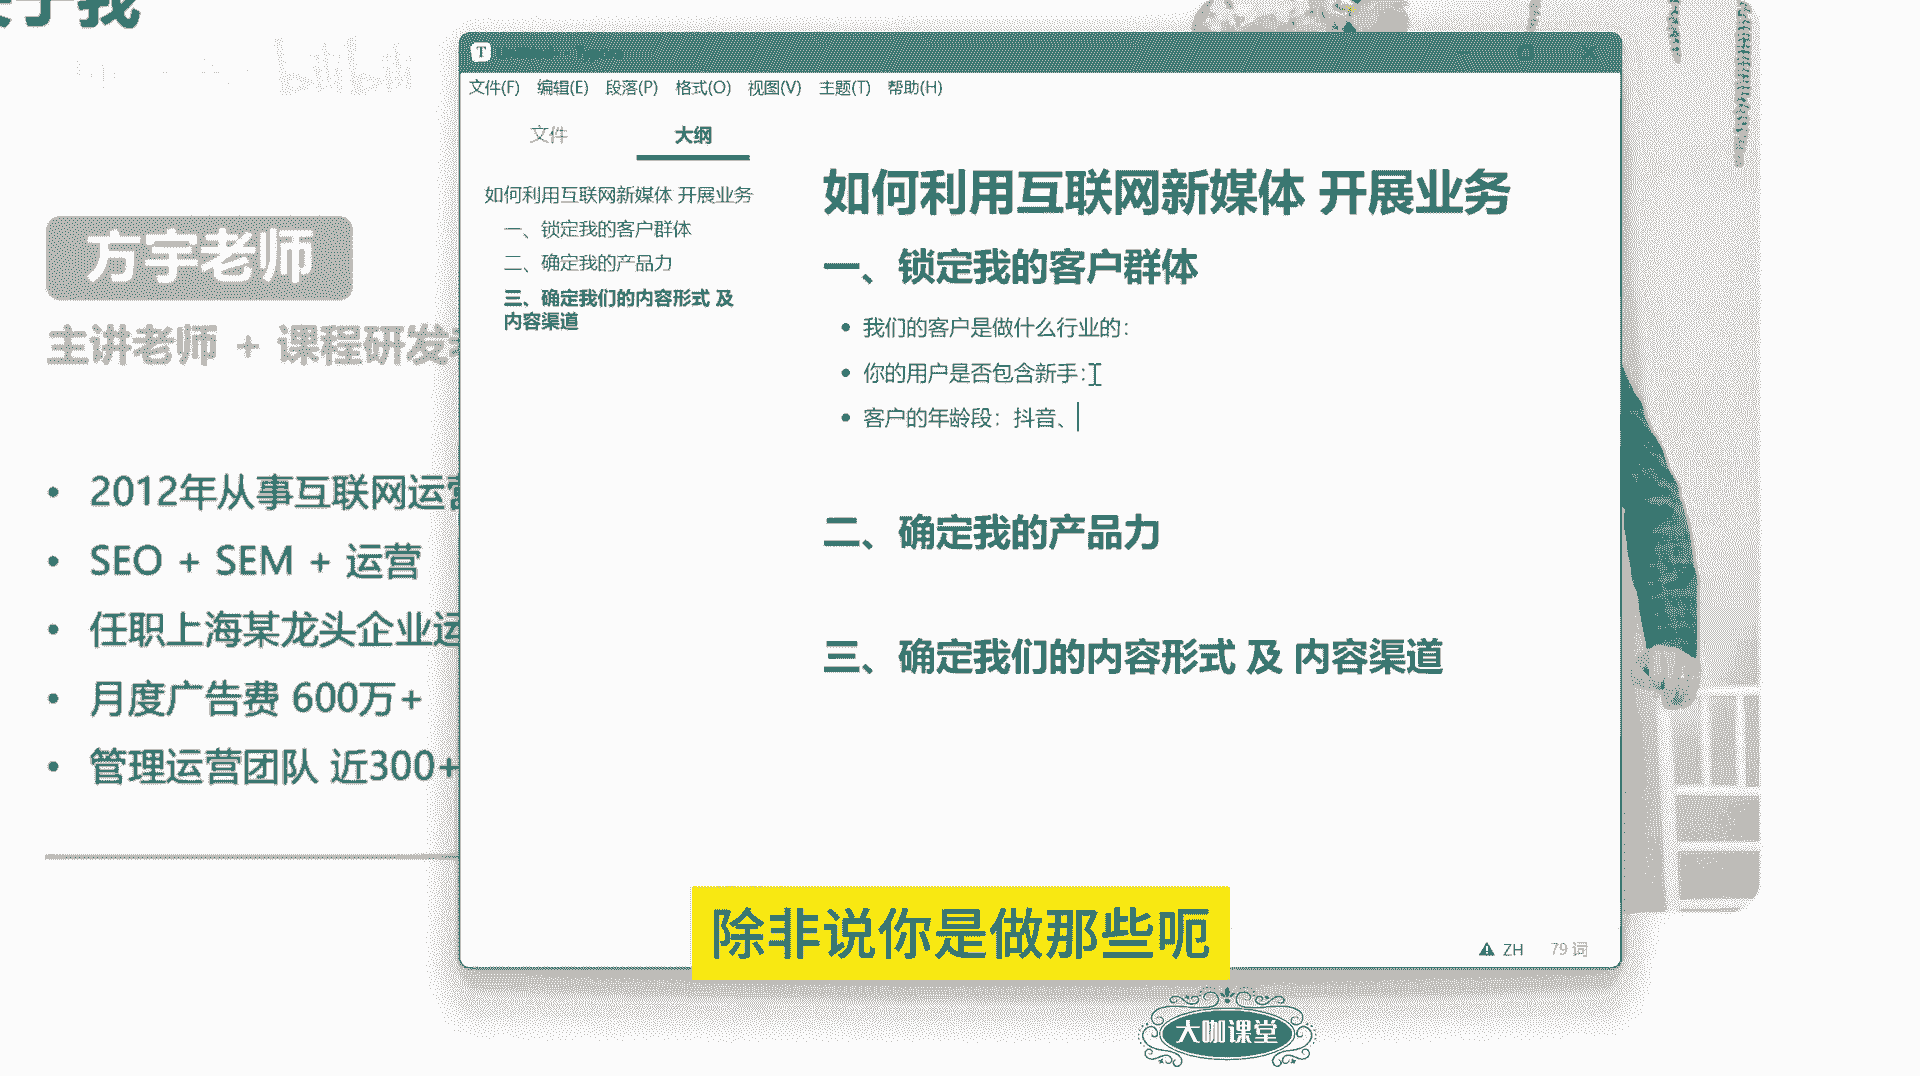 关于我
bilibili
方宇老师
主讲老师 + 课程研发
2012年从事互联网运营
SEO + SEM + 运营
任职上海某龙头企业运
月度广告费 600万+
管理运营团队 近300+
T
文件(F) 编辑(E) 段落(P) 格式(O) 视图(V) 主题(T) 帮助(H)
文件 大纲
如何利用互联网新媒体 开展业务
一、锁定我的客户群体
二、确定我的产品力
三、确定我们的内容形式 及
内容渠道
如何利用互联网新媒体 开展业务
一、锁定我的客户群体
我们的客户是做什么行业的：
你的用户是否包含新手：
客户的年龄段：抖音、
二、确定我的产品力
三、确定我们的内容形式 及 内容渠道
ZH 79 词
除非说你是做那些呃
大咖课堂